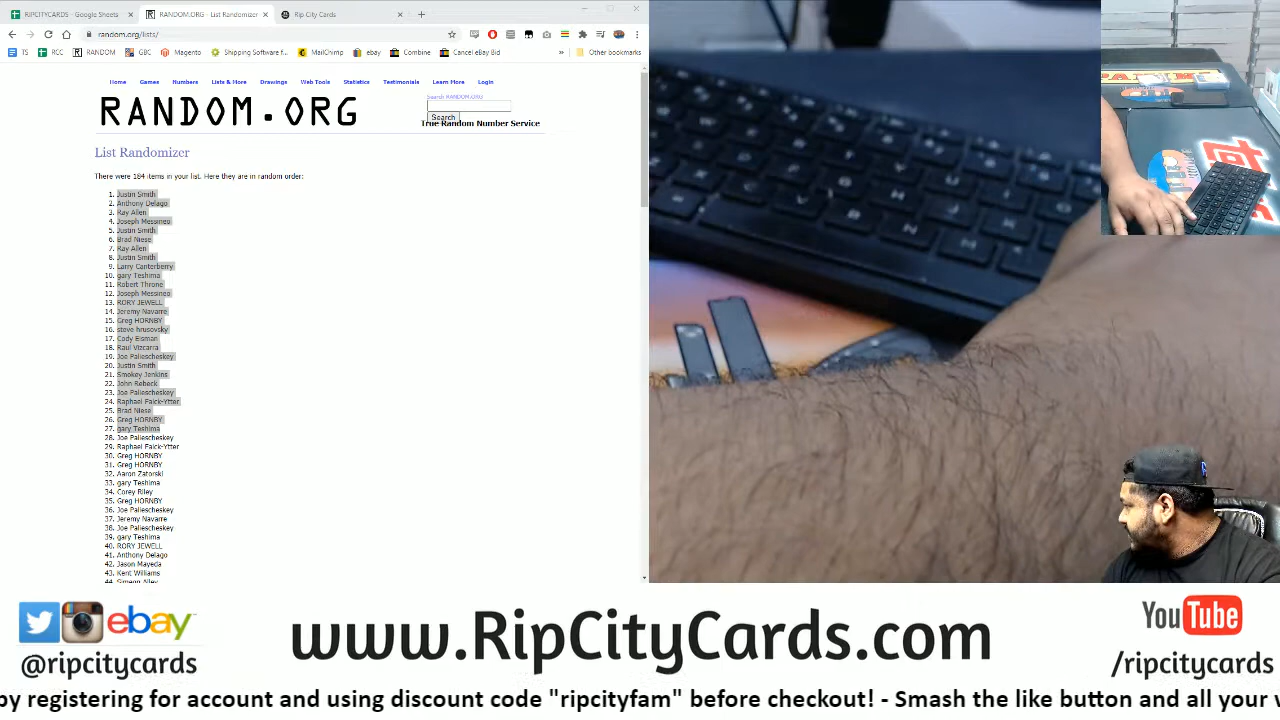 RIPCITYCARDS - Google Sheets
RANDOM.ORG - List Randomizer
Rip City Cards
random.org/lists/
TS
RCC
RANDOM
GBC
Magento
Shipping Software f...
MailChimp
ebay
Combine
Cancel eBay Bid
»
Other bookmarks
Home
Games
Numbers
Lists & More
Drawings
Web Tools
Statistics
Testimonials
Learn More
Login
RANDOM.ORG
Search RANDOM.ORG
Search
True Random Number Service
List Randomizer
There were 184 items in your list. Here they are in random order:
1. Justin Smith
2. Anthony Delago
3. Ray Allen
4. Joseph Messineo
5. Justin Smith
6. Brad Niese
7. Ray Allen
8. Justin Smith
9. Larry Canterberry
10. gary Teshima
11. Robert Throne
12. Joseph Messineo
13. RORY JEWELL
14. Jeremy Navarre
15. Greg HORNBY
16. steve hrusovsky
17. Cody Eisman
18. Raul Vizcarra
19. Joe Paliescheskey
20. Justin Smith
21. Smokey Jenkins
22. John Rebeck
23. Joe Paliescheskey
24. Raphael Falck-Ytter
25. Brad Niese
26. Greg HORNBY
27. gary Teshima
28. Joe Paliescheskey
29. Raphael Falck-Ytter
30. Greg HORNBY
31. Greg HORNBY
32. Aaron Zatorski
33. gary Teshima
34. Corey Riley
35. Greg HORNBY
36. Joe Paliescheskey
37. Jeremy Navarre
38. Joe Paliescheskey
39. gary Teshima
40. RORY JEWELL
41. Anthony Delago
42. Jason Mayeda
43. Kent Williams
44. Simeon Alley
ebay
@ripcitycards
www.RipCityCards.com
YouTube
/ripcitycards
by registering for account and using discount code "ripcityfam" before checkout! - Smash the like button and all your